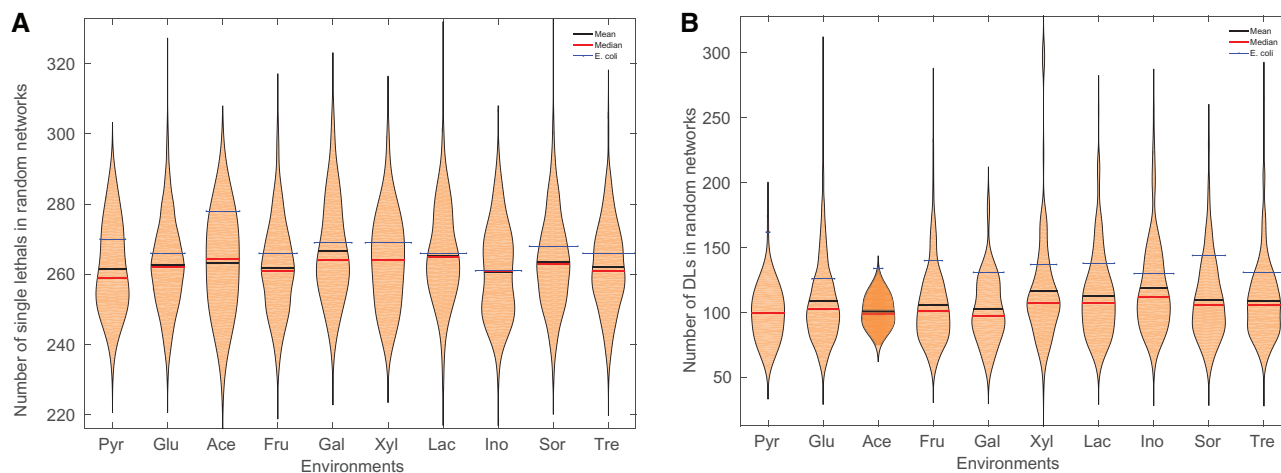 A
Number of single lethals in random networks
320
300
280
260
240
220
Mean
Median
E. coli
Pyr Glu Ace Fru Gal Xyl Lac Ino Sor Tre
Environments
B
Number of DLs in random networks
300
250
200
150
100
50
Mean
Median
E. coli
Pyr Glu Ace Fru Gal Xyl Lac Ino Sor Tre
Environments